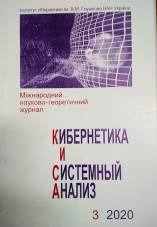 Інститут кібернетики ім. В.М. Глушкова НАН України
Міжнародний
науково-теоретичний
журнал
КИБЕРНЕТИКА
И
СИСТЕМНЫЙ
АНАЛИЗ
3 2020